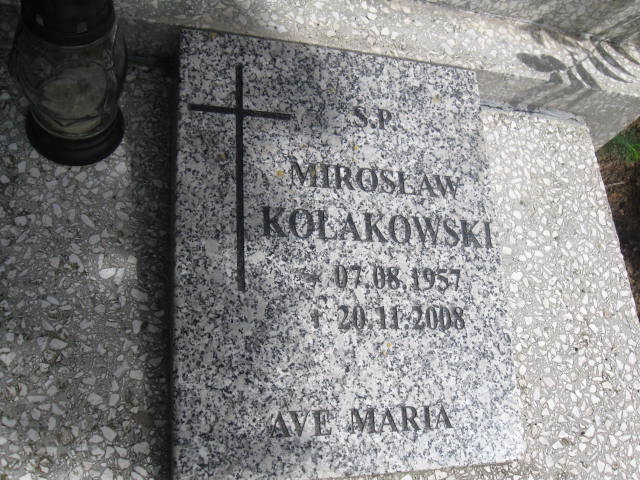 Ś.P.
MIROSŁAW
KOŁAKOWSKI
* 07.08.1957
† 20.11.2008
AVE MARIA